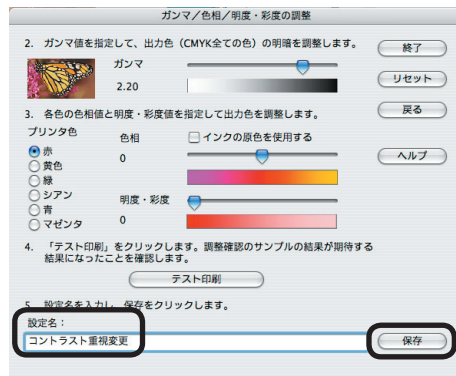 ガンマ/色相/明度・彩度の調整
2. ガンマ値を指定して、出力色(CMYK全ての色)の明暗を調整します。
終了
ガンマ
2.20
リセット
3. 各色の色相値と明度・彩度値を指定して出力色を調整します。
戻る
プリンタ色
色相
インクの原色を使用する
赤
0
ヘルプ
黄色
緑
シアン
明度・彩度
青
0
マゼンタ
4. 「テスト印刷」をクリックします。調整確認のサンプルの結果が期待する
結果になったことを確認します。
テスト印刷
5. 設定名を入力し、保存をクリックします。
設定名:
コントラスト重視変更
保存